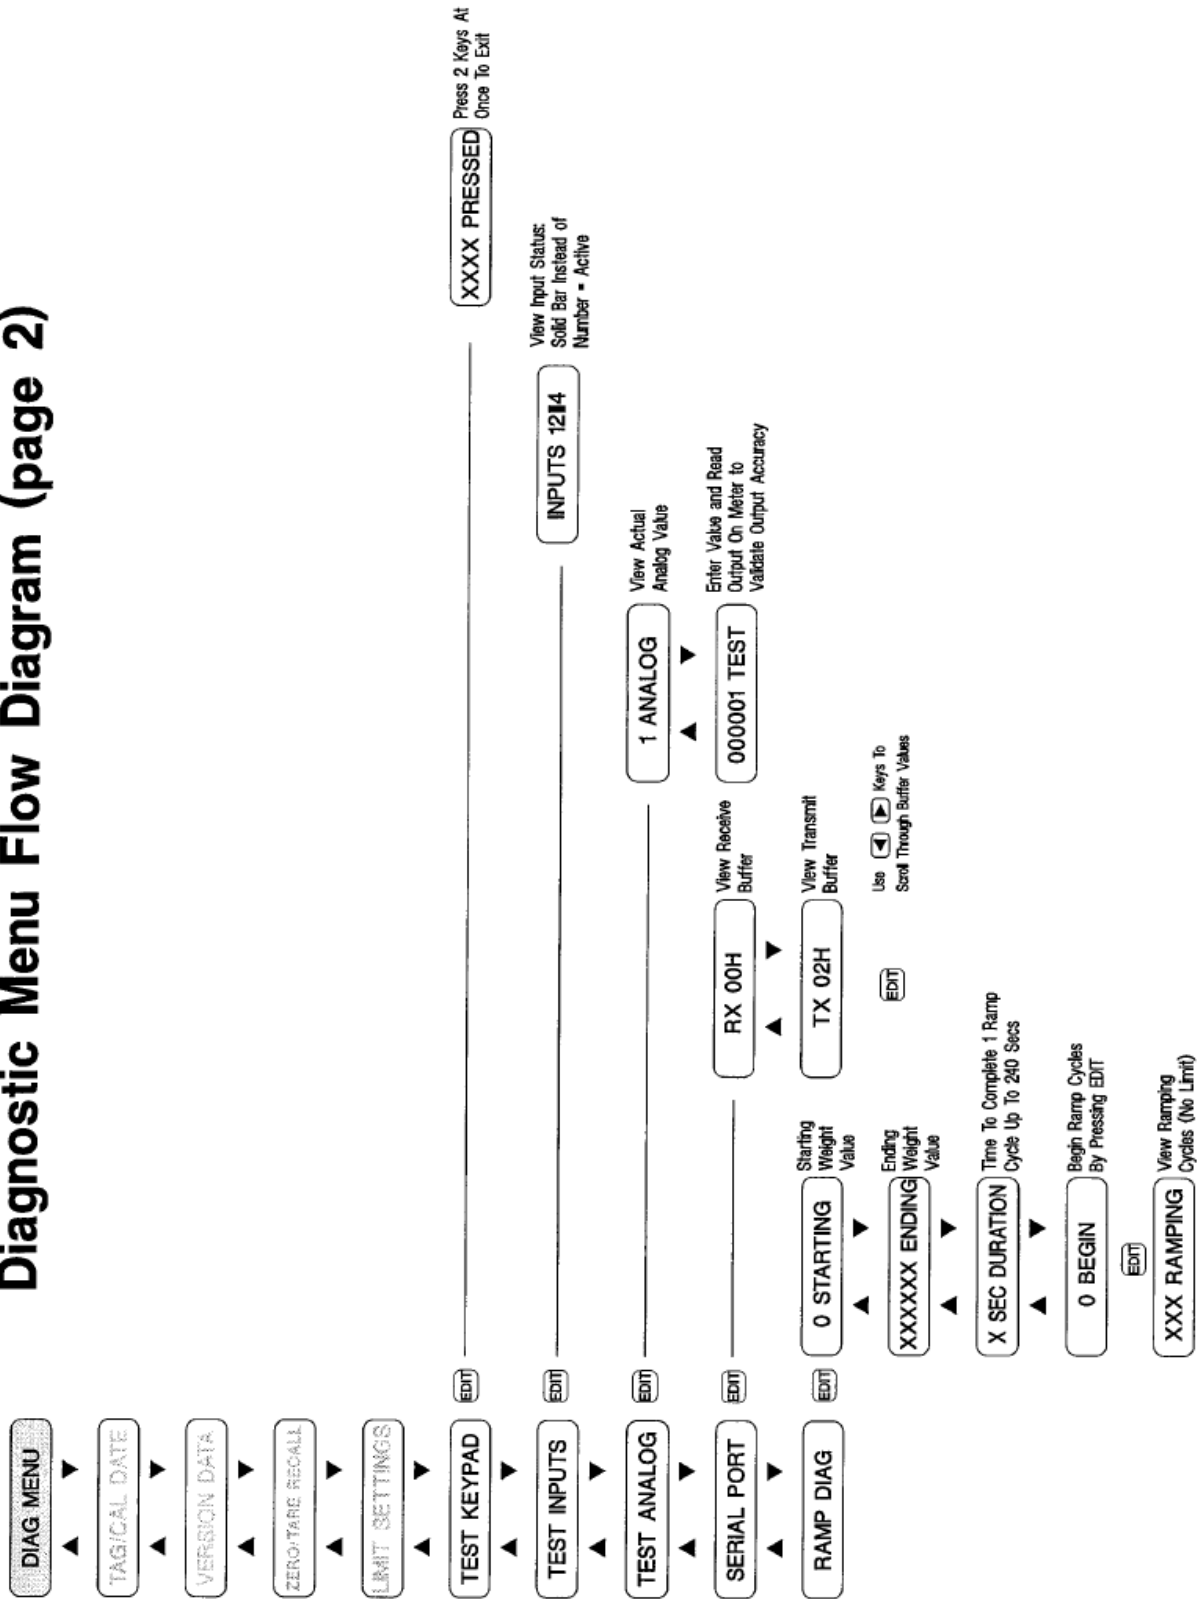 Diagnostic Menu Flow Diagram (page 2)
DIAG MENU
TAG/CAL DATE
VERSION DATA
ZERO/TARE RECALL
LIMIT SETTINGS
TEST KEYPAD
EDIT
XXXX PRESSED
Press 2 Keys At
Once To Exit
TEST INPUTS
EDIT
INPUTS 12▮4
View Input Status:
Solid Bar Instead of
Number = Active
TEST ANALOG
EDIT
1 ANALOG
View Actual
Analog Value
000001 TEST
Enter Value and Read
Output On Meter to
Validate Output Accuracy
SERIAL PORT
EDIT
RX 00H
View Receive
Buffer
TX 02H
View Transmit
Buffer
EDIT
Use ◀ ▶ Keys To
Scroll Through Buffer Values
RAMP DIAG
EDIT
0 STARTING
Starting
Weight
Value
XXXXXX ENDING
Ending
Weight
Value
X SEC DURATION
Time To Complete 1 Ramp
Cycle Up To 240 Secs
0 BEGIN
Begin Ramp Cycles
By Pressing EDIT
EDIT
XXX RAMPING
View Ramping
Cycles (No Limit)